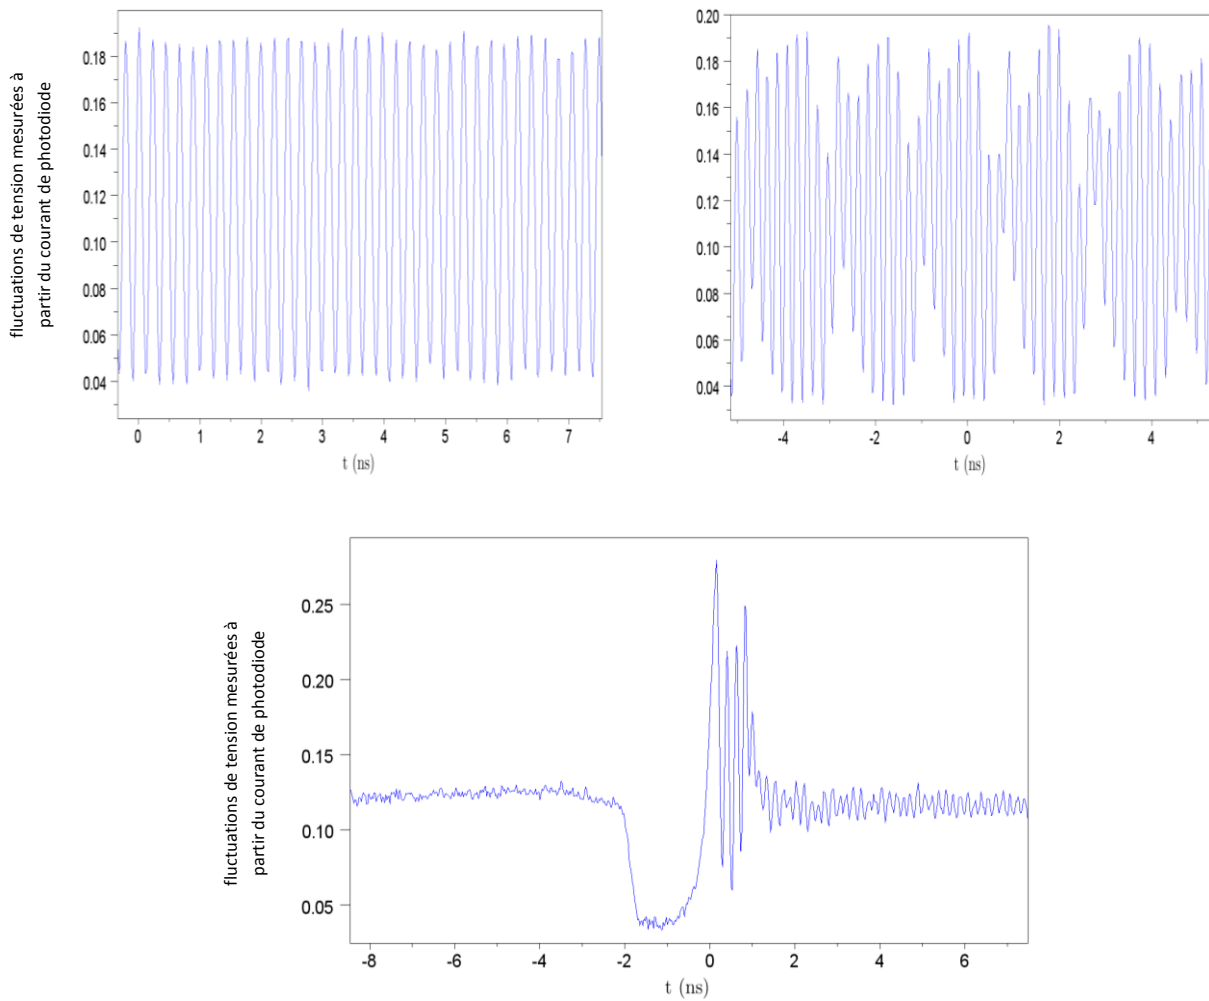 fluctuations de tension mesurées à
partir du courant de photodiode
0.18
0.16
0.14
0.12
0.10
0.08
0.06
0.04
0 1 2 3 4 5 6 7
t (ns)
0.20
0.18
0.16
0.14
0.12
0.10
0.08
0.06
0.04
-4 -2 0 2 4
t (ns)
fluctuations de tension mesurées à
partir du courant de photodiode
0.25
0.20
0.15
0.10
0.05
-8 -6 -4 -2 0 2 4 6
t (ns)